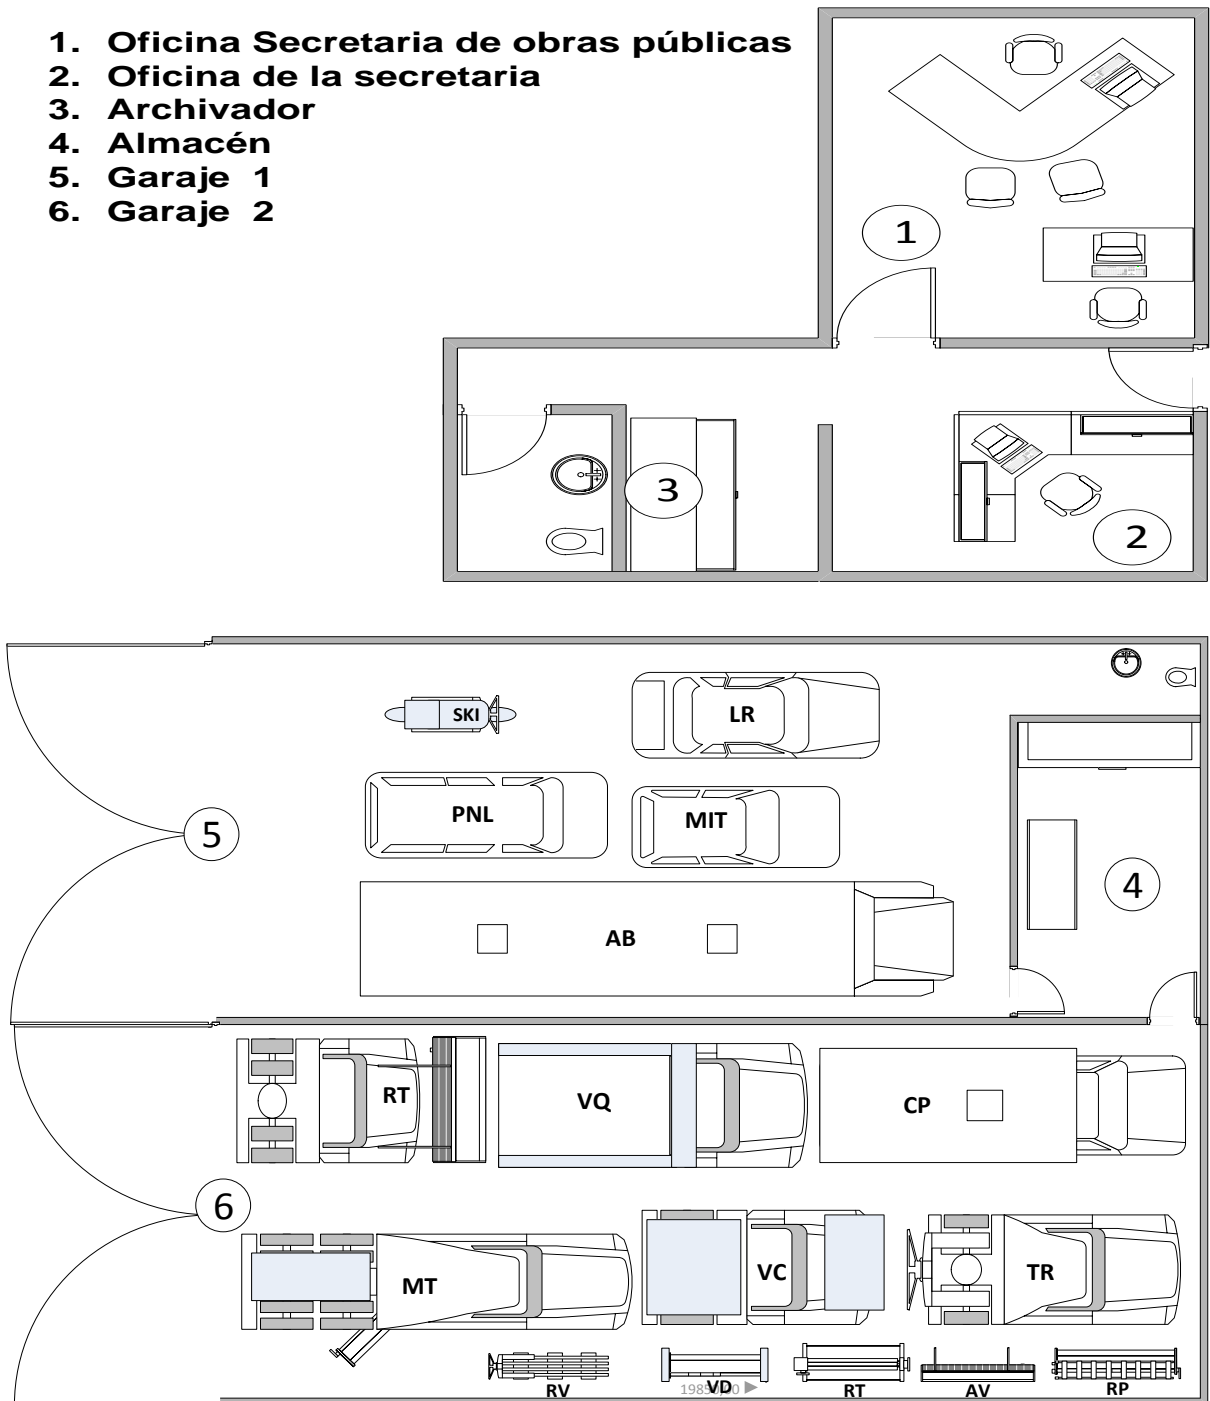 1. Oficina Secretaria de obras públicas
2. Oficina de la secretaria
3. Archivador
4. Almacén
5. Garaje 1
6. Garaje 2
1
3
2
SKI
LR
PNL
MIT
5
4
AB
RT
VQ
CP
6
MT
VC
TR
RV
VD
RT
AV
RP